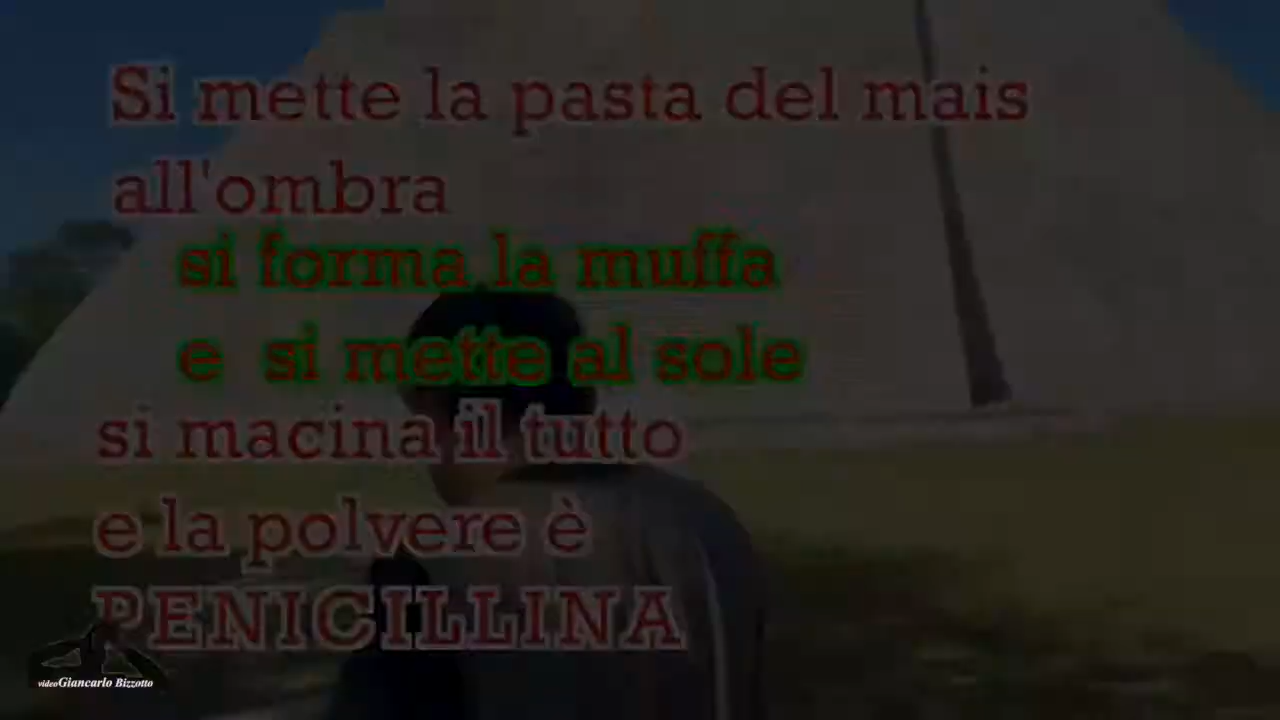 Si mette la pasta del mais
all'ombra
si forma la muffa
e si mette al sole
si macina il tutto
e la polvere è
PENICILLINA
videoGiancarlo Bizzotto